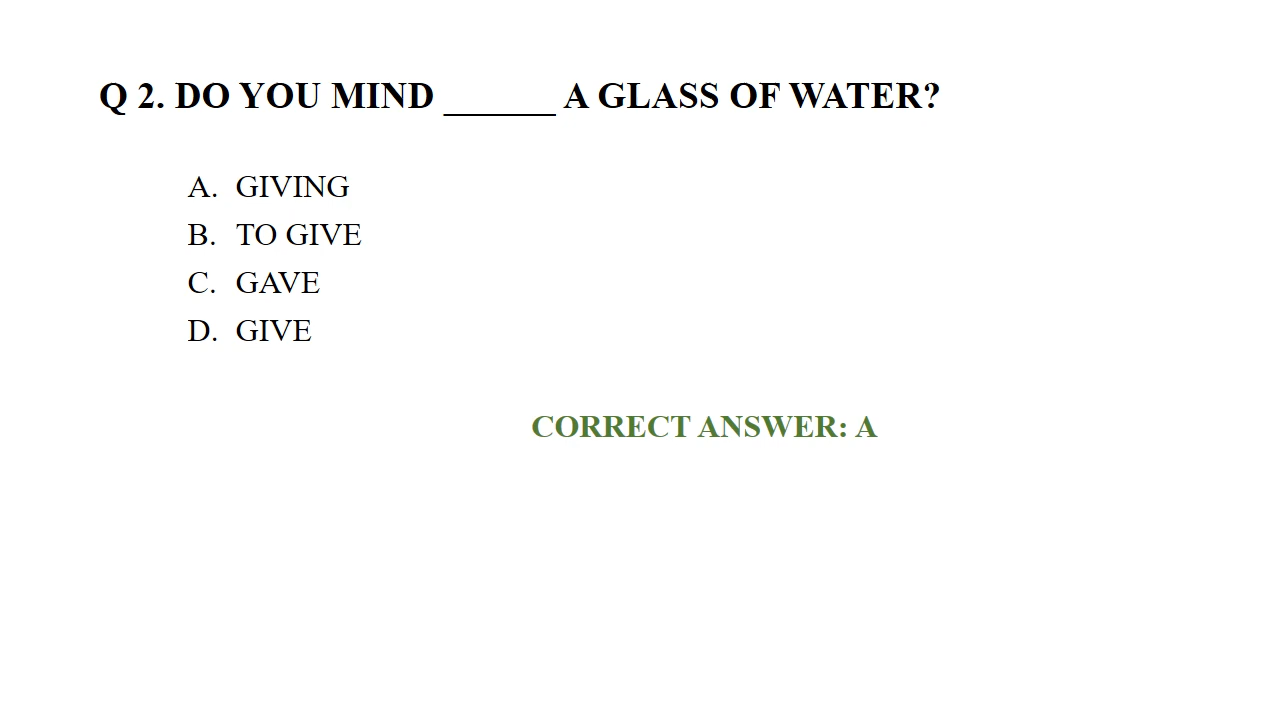 Q 2. DO YOU MIND ______ A GLASS OF WATER?
A. GIVING
B. TO GIVE
C. GAVE
D. GIVE
CORRECT ANSWER: A